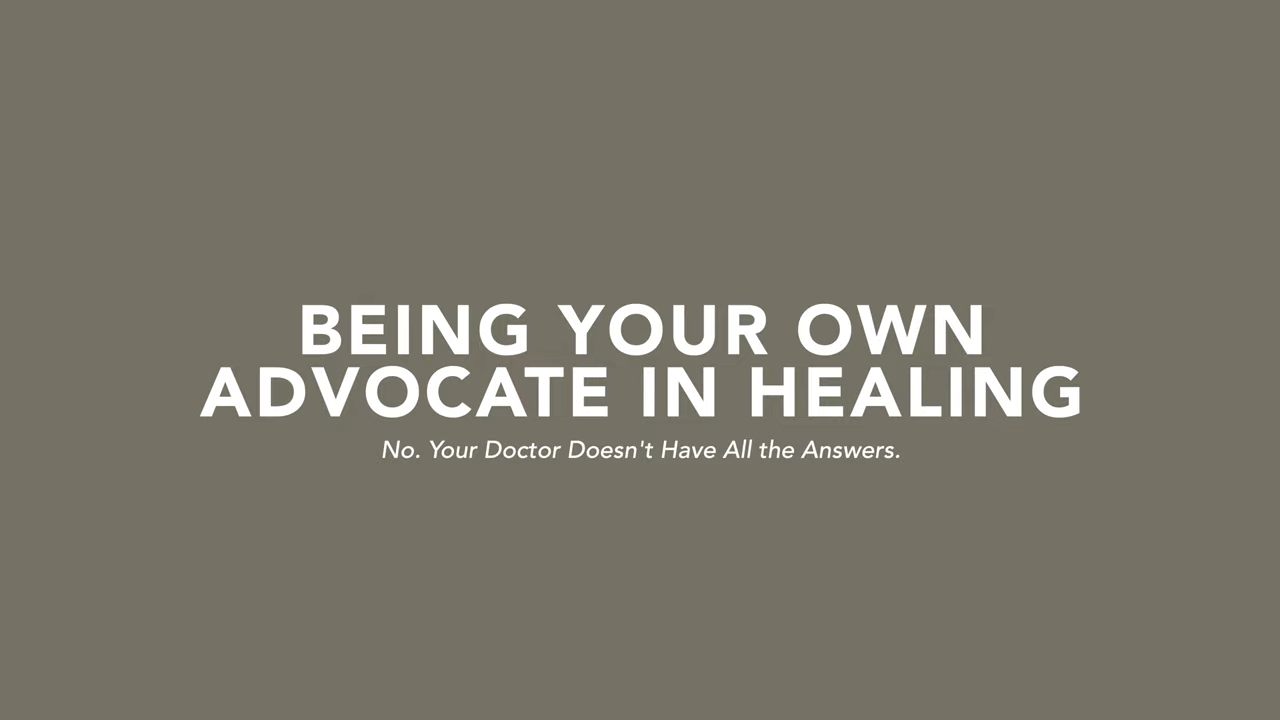 BEING YOUR OWN
ADVOCATE IN HEALING
No. Your Doctor Doesn't Have All the Answers.